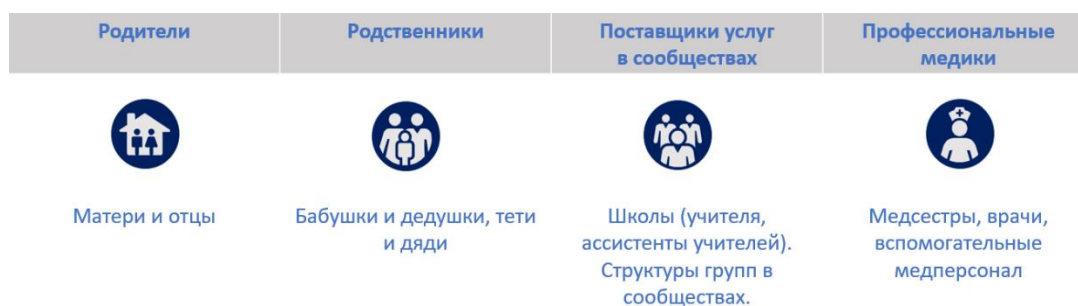 Родители
Родственники
Поставщики услуг
в сообществах
Профессиональные
медики
Матери и отцы
Бабушки и дедушки, тети
и дяди
Школы (учителя,
ассистенты учителей).
Структуры групп в
сообществах.
Медсестры, врачи,
вспомогательные
медперсонал